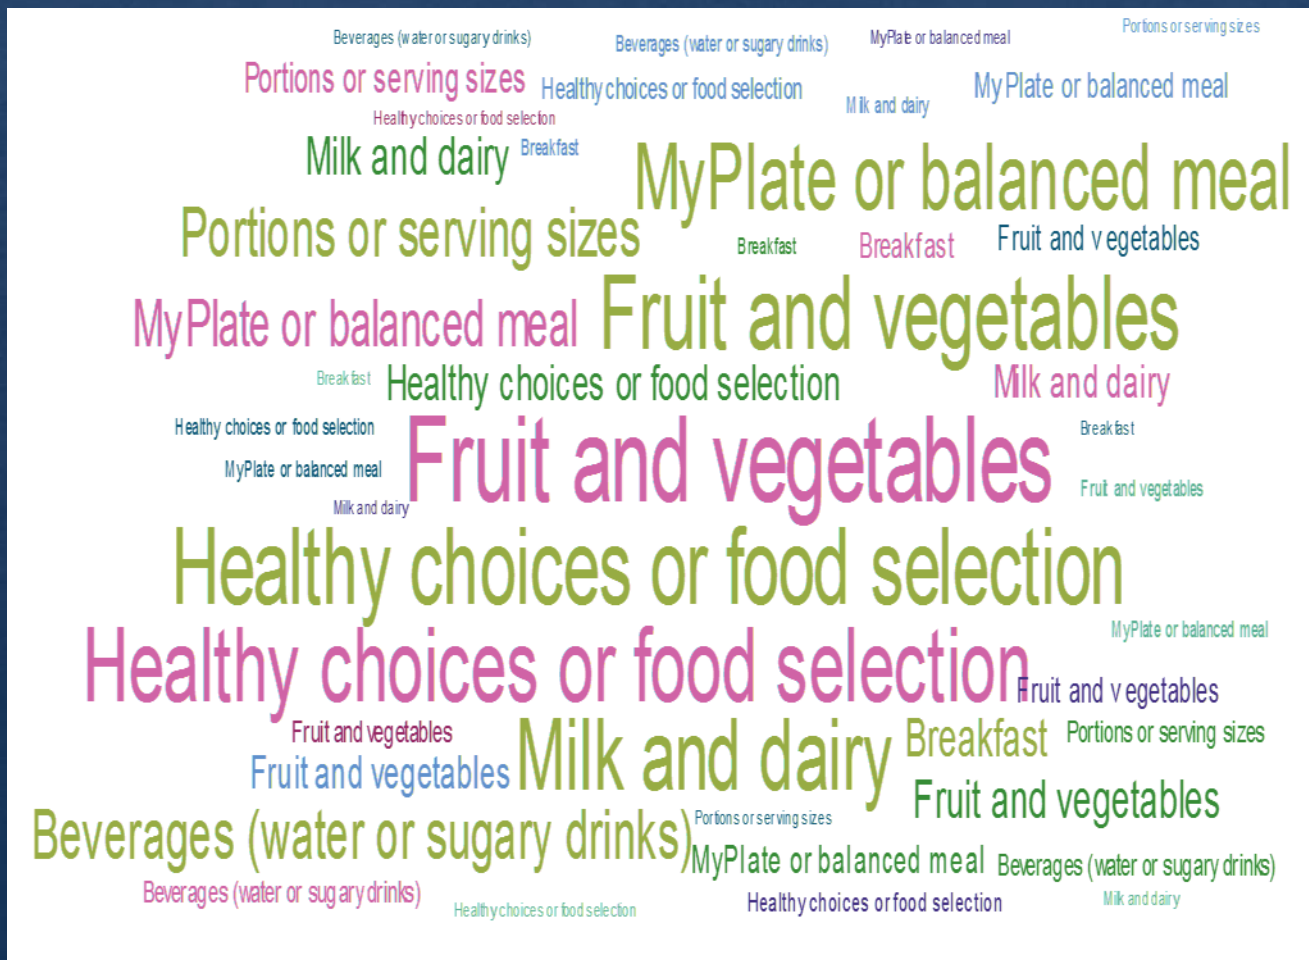 Portions or serving sizes
Beverages (water or sugary drinks)
Beverages (water or sugary drinks)
MyPlate or balanced meal
Portions or serving sizes
Healthy choices or food selection
MyPlate or balanced meal
Milk and dairy
Healthy choices or food selection
Milk and dairy
Breakfast
MyPlate or balanced meal
Portions or serving sizes
Breakfast
Breakfast
Fruit and vegetables
MyPlate or balanced meal
Fruit and vegetables
Breakfast
Healthy choices or food selection
Milk and dairy
Healthy choices or food selection
Fruit and vegetables
Breakfast
MyPlate or balanced meal
Fruit and vegetables
Milk and dairy
Healthy choices or food selection
MyPlate or balanced meal
Healthy choices or food selection
Fruit and vegetables
Fruit and vegetables
Milk and dairy
Breakfast
Portions or serving sizes
Fruit and vegetables
Fruit and vegetables
Beverages (water or sugary drinks)
Portions or serving sizes
MyPlate or balanced meal
Beverages (water or sugary drinks)
Beverages (water or sugary drinks)
Healthy choices or food selection
Healthy choices or food selection
Milk and dairy